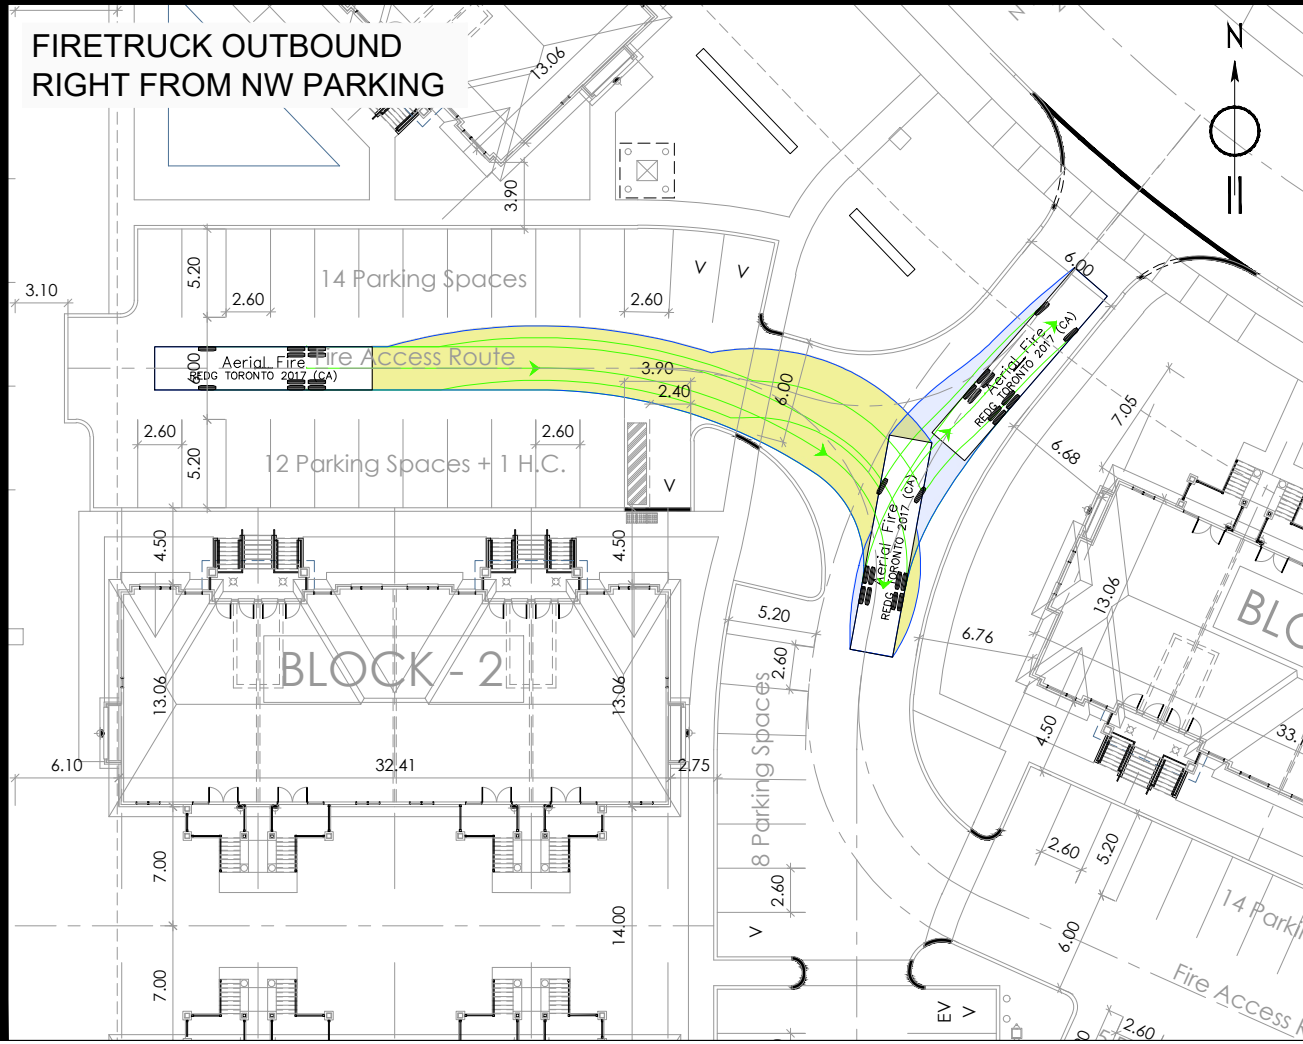 FIRETRUCK OUTBOUND
RIGHT FROM NW PARKING
N
13.06
3.90
14 Parking Spaces
V
V
5.20
2.60
2.60
3.10
6.00
Aerial Fire
REDG TORONTO 2017 (CA)
Fire Access Route
6.00
3.90
2.40
6.00
Aerial Fire
REDG TORONTO 2017 (CA)
7.05
6.68
2.60
5.20
2.60
12 Parking Spaces + 1 H.C.
V
Aerial Fire
REDG TORONTO 2017 (CA)
4.50
4.50
5.20
2.60
6.76
13.06
BLOCK - 2
13.06
13.06
8 Parking Spaces
4.50
6.10
32.41
2.75
2.60
5.20
7.00
2.60
14.00
V
6.00
14 Parki
Fire Access R
7.00
EV
V
2.60